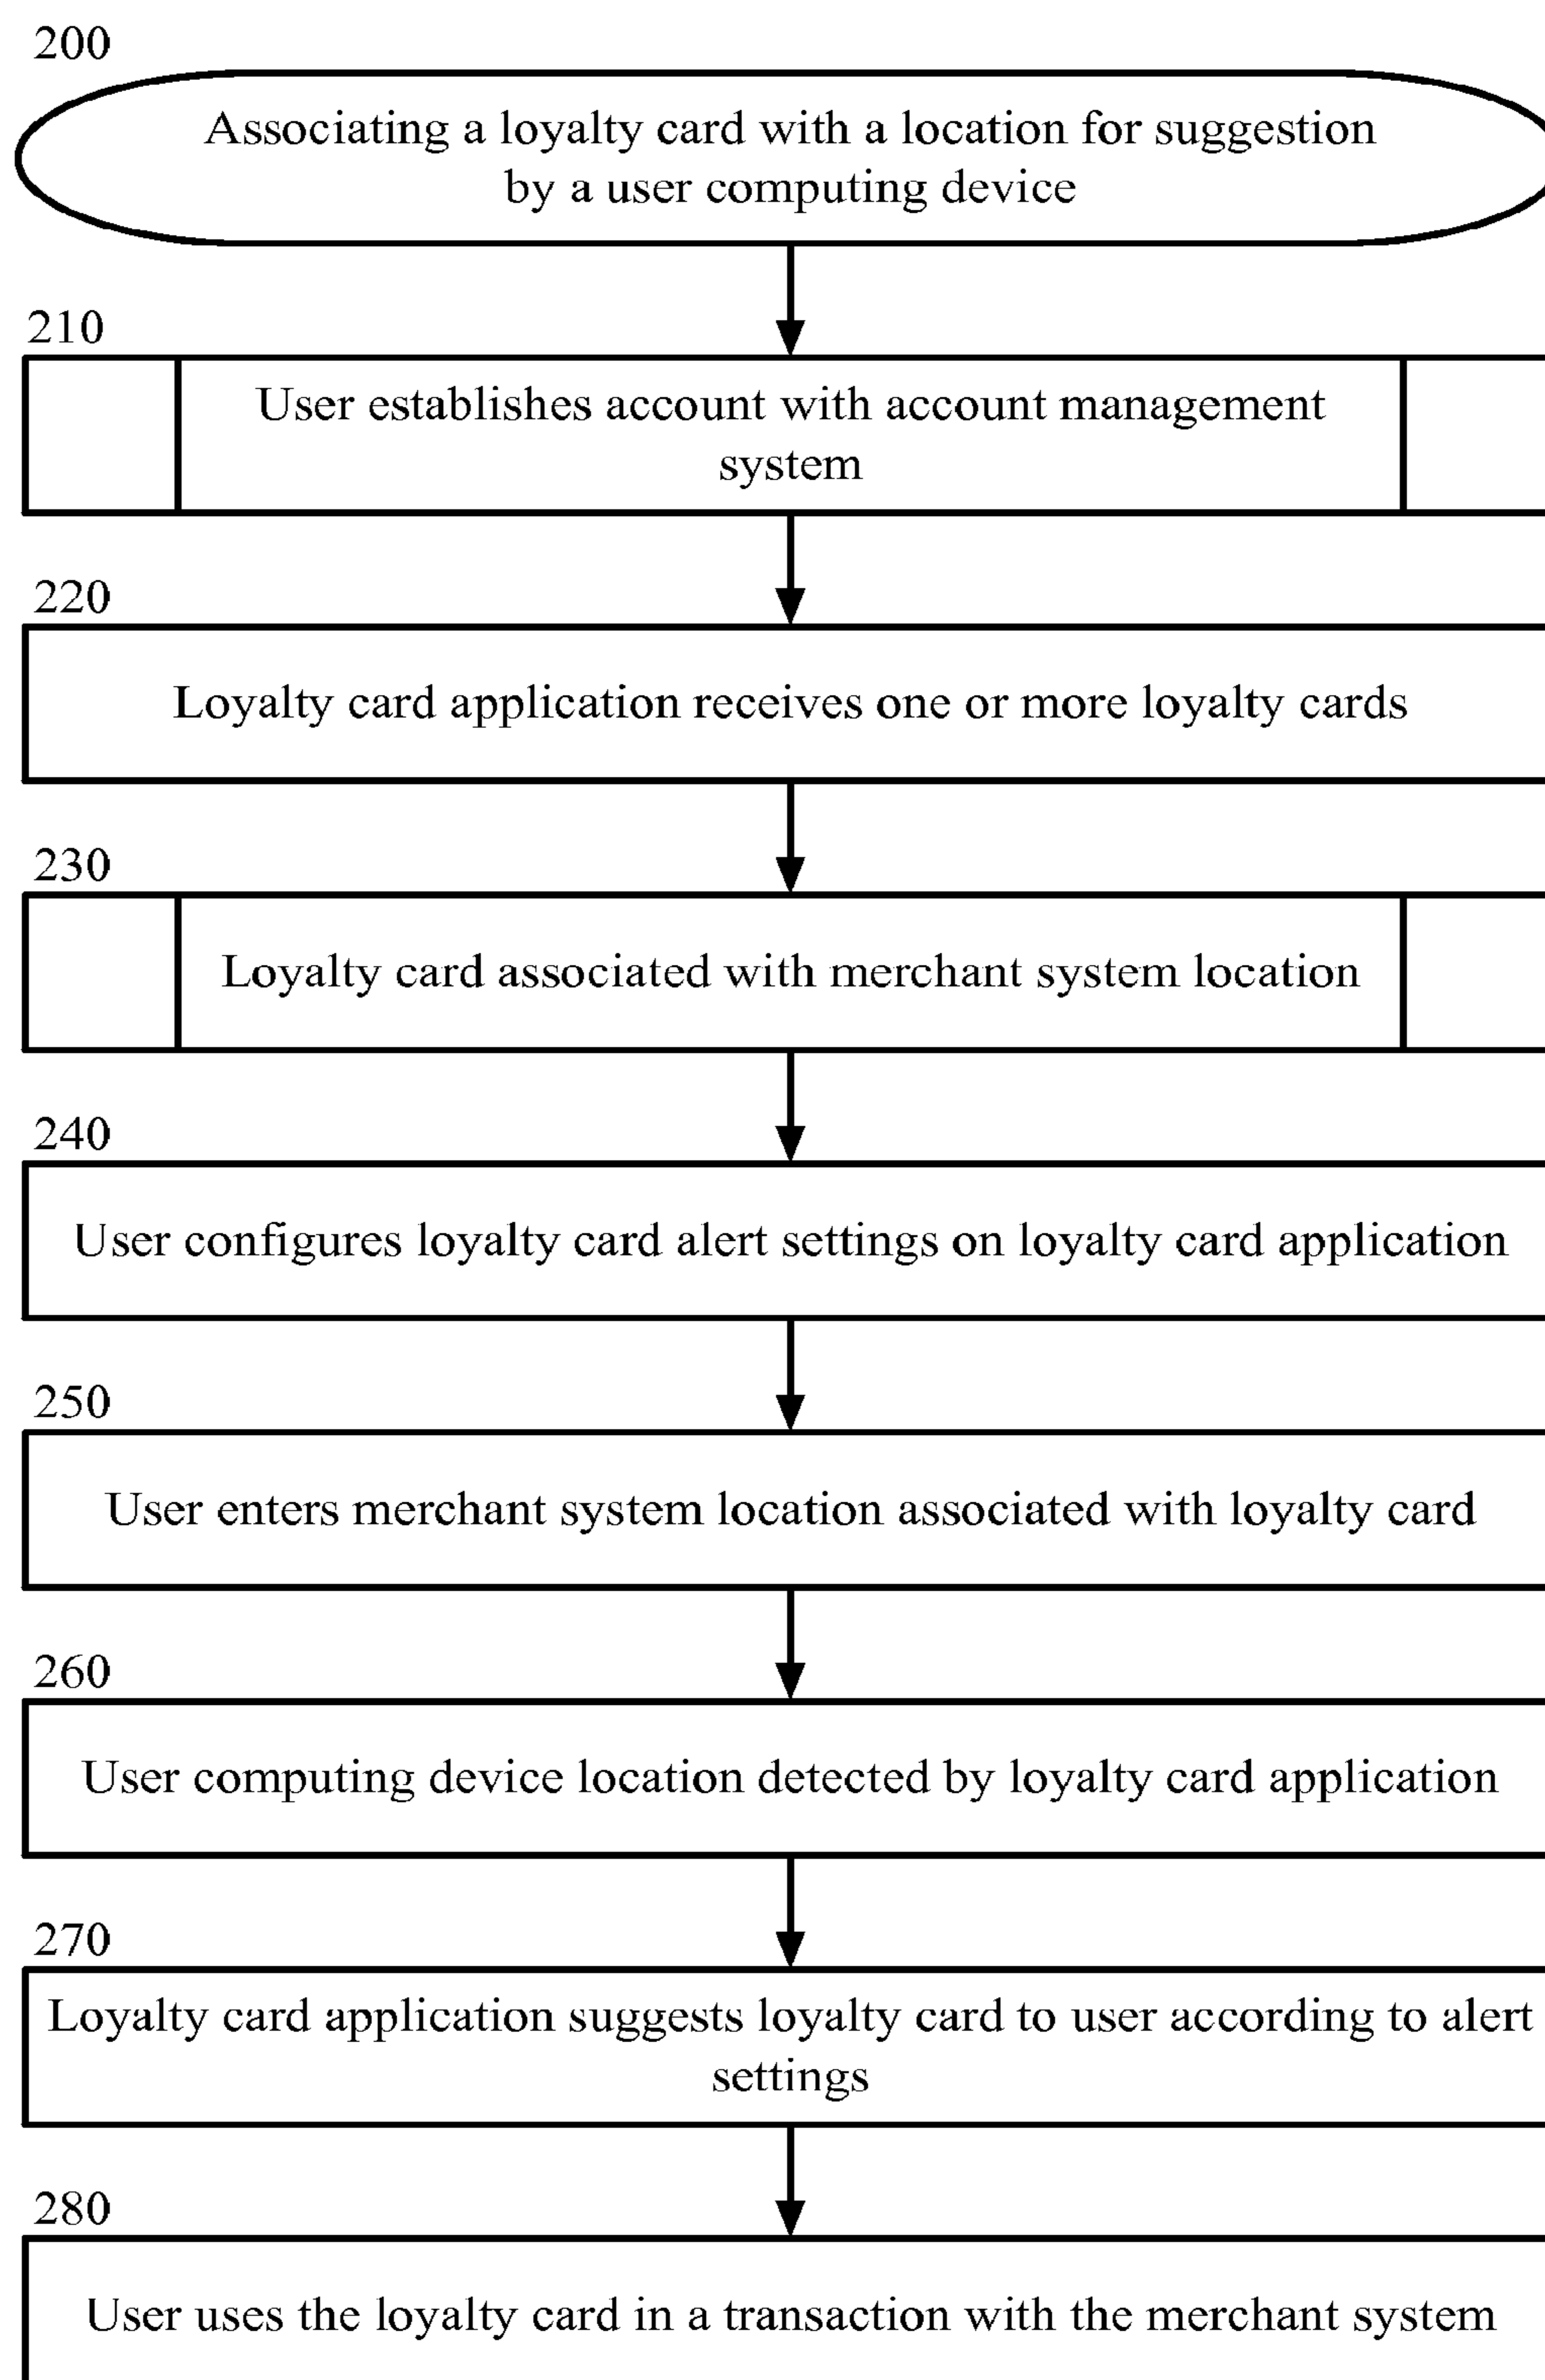 200
Associating a loyalty card with a location for suggestion
by a user computing device
210
User establishes account with account management
system
220
Loyalty card application receives one or more loyalty cards
230
Loyalty card associated with merchant system location
240
User configures loyalty card alert settings on loyalty card application
250
User enters merchant system location associated with loyalty card
260
User computing device location detected by loyalty card application
270
Loyalty card application suggests loyalty card to user according to alert
settings
280
User uses the loyalty card in a transaction with the merchant system